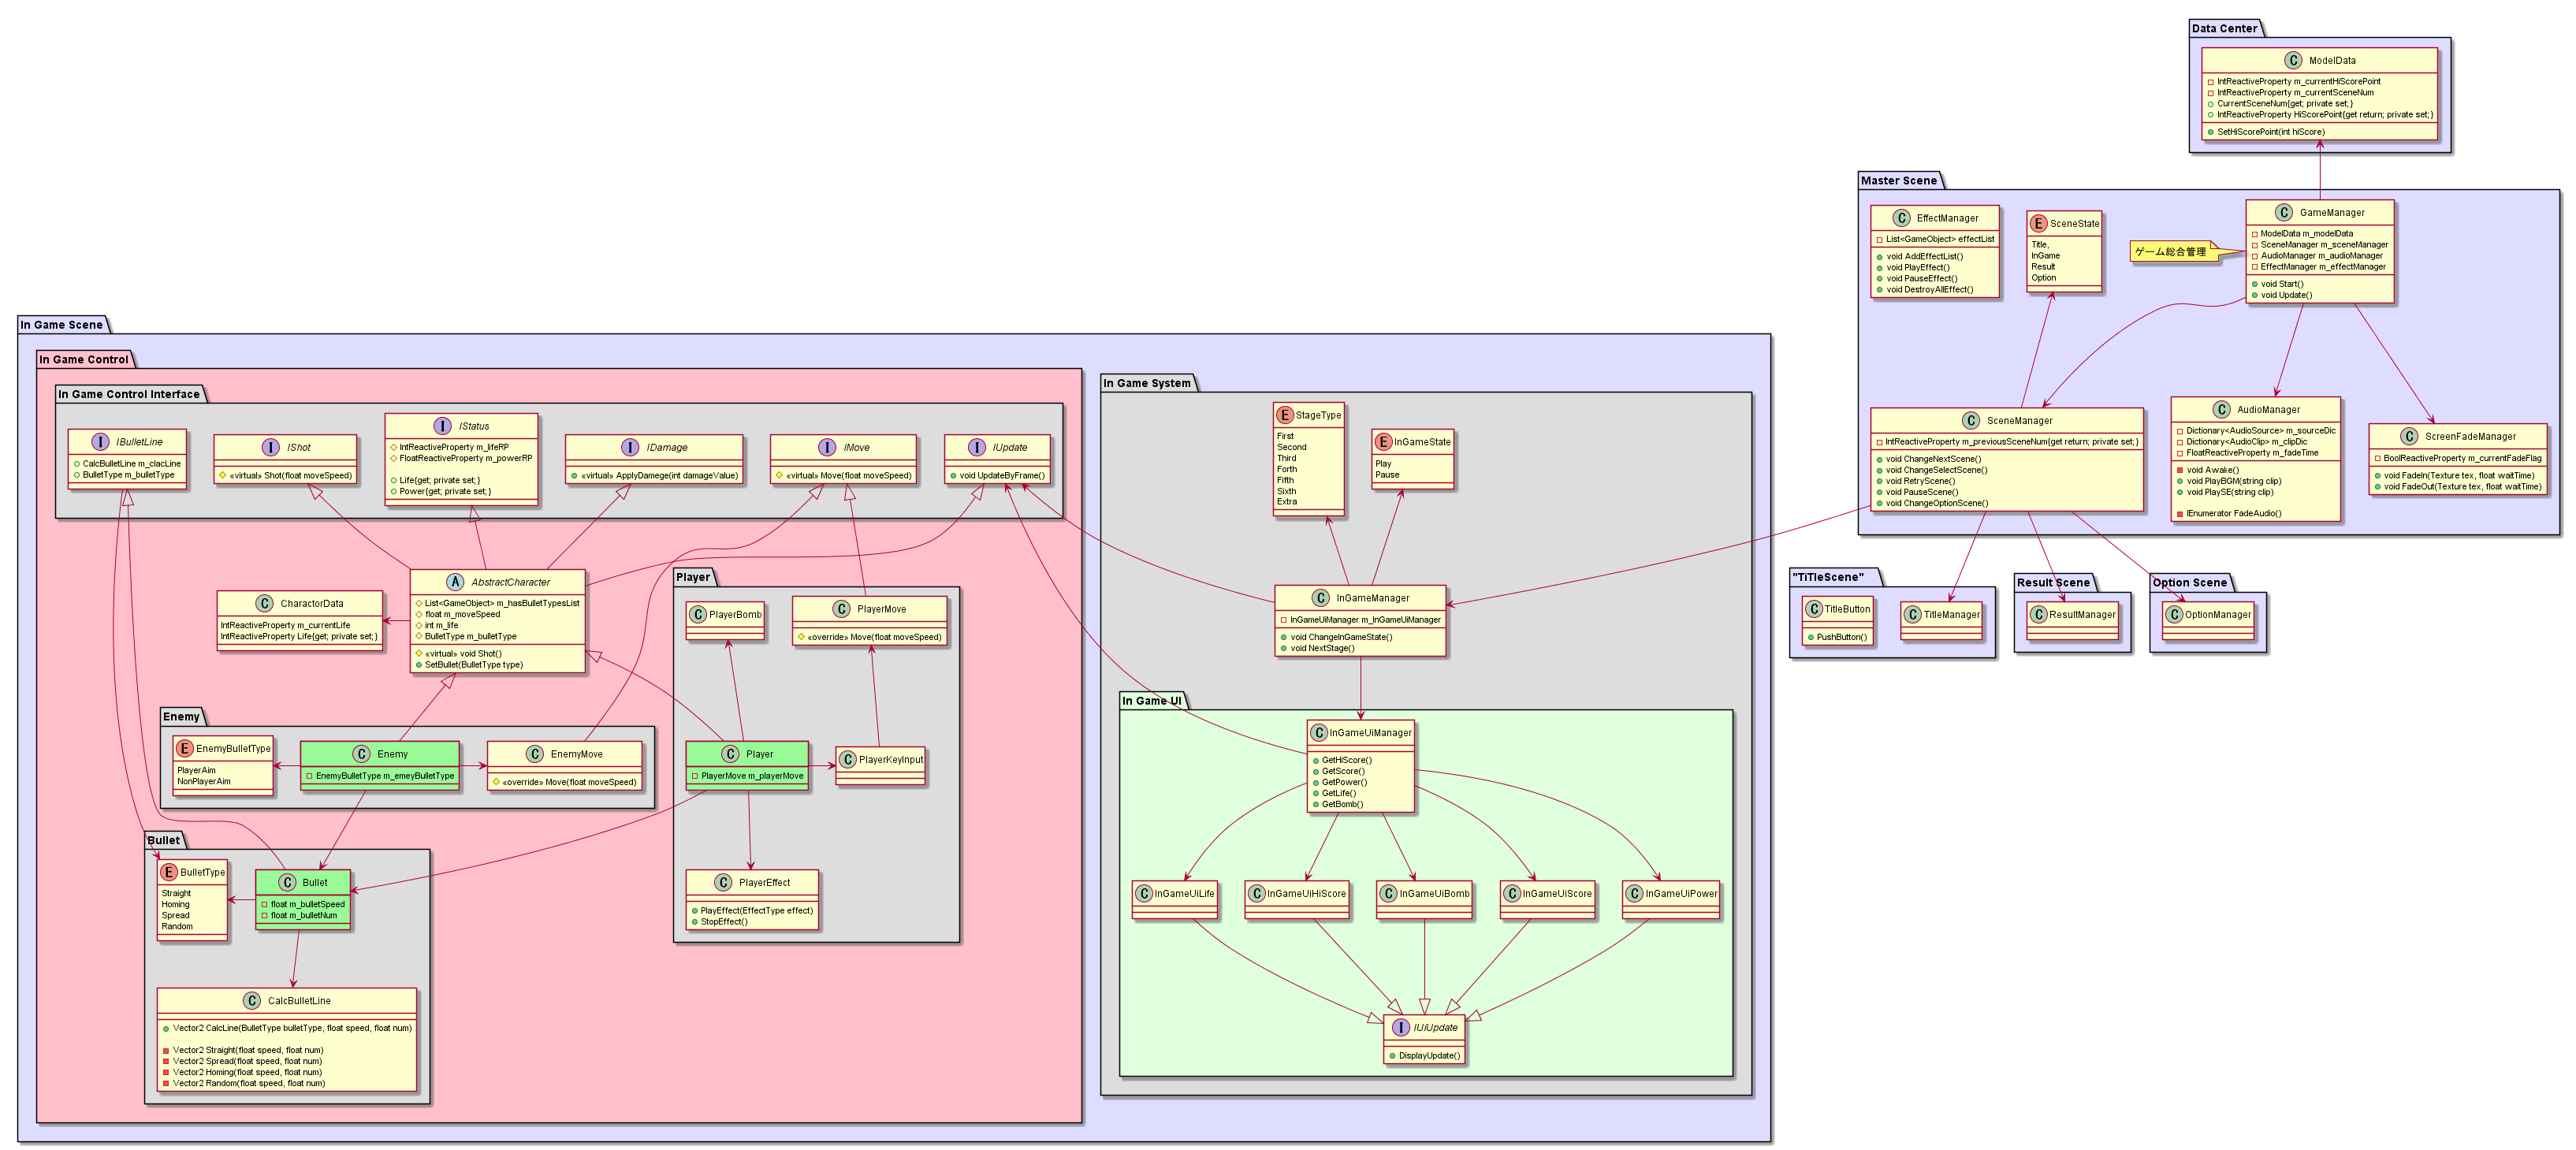 Data Center
C ModelData
IntReactiveProperty m_currentHiScorePoint
IntReactiveProperty m_currentSceneNum
CurrentSceneNum{get; private set;}
IntReactiveProperty HiScorePoint{get return; private set;}
SetHiScorePoint(int hiScore)
Master Scene
C EffectManager
List<GameObject> effectList
void AddEffectList()
void PlayEffect()
void PauseEffect()
void DestroyAllEffect()
E SceneState
Title,
InGame
Result
Option
ゲーム総合管理
C GameManager
ModelData m_modelData
SceneManager m_sceneManager
AudioManager m_audioManager
EffectManager m_effectManager
void Start()
void Update()
C SceneManager
IntReactiveProperty m_previousSceneNum{get return; private set;}
void ChangeNextScene()
void ChangeSelectScene()
void RetryScene()
void PauseScene()
void ChangeOptionScene()
C AudioManager
Dictionary<AudioSource> m_sourceDic
Dictionary<AudioClip> m_clipDic
FloatReactiveProperty m_fadeTime
void Awake()
void PlayBGM(string clip)
void PlaySE(string clip)
IEnumerator FadeAudio()
C ScreenFadeManager
BoolReactiveProperty m_currentFadeFlag
void FadeIn(Texture tex, float waitTime)
void FadeOut(Texture tex, float waitTime)
"TiTleScene"
C TitleButton
PushButton()
C TitleManager
Result Scene
C ResultManager
Option Scene
C OptionManager
In Game Scene
In Game Control
In Game Control Interface
I IBulletLine
CalcBulletLine m_clacLine
BulletType m_bulletType
I IShot
«virtual» Shot(float moveSpeed)
I IStatus
IntReactiveProperty m_lifeRP
FloatReactiveProperty m_powerRP
Life{get; private set;}
Power{get; private set;}
I IDamage
«virtual» ApplyDamege(int damageValue)
I IMove
«virtual» Move(float moveSpeed)
I IUpdate
void UpdateByFrame()
C CharactorData
IntReactiveProperty m_currentLife
IntReactiveProperty Life{get; private set;}
A AbstractCharacter
List<GameObject> m_hasBulletTypesList
float m_moveSpeed
int m_life
BulletType m_bulletType
«virtual» void Shot()
SetBullet(BulletType type)
Player
C PlayerBomb
C PlayerMove
«override» Move(float moveSpeed)
C Player
PlayerMove m_playerMove
C PlayerKeyInput
C PlayerEffect
PlayEffect(EffectType effect)
StopEffect()
Enemy
E EnemyBulletType
PlayerAim
NonPlayerAim
C Enemy
EnemyBulletType m_emeyBulletType
C EnemyMove
«override» Move(float moveSpeed)
Bullet
E BulletType
Straight
Homing
Spread
Random
C Bullet
float m_bulletSpeed
float m_bulletNum
C CalcBulletLine
Vector2 CalcLine(BulletType bulletType, float speed, float num)
Vector2 Straight(float speed, float num)
Vector2 Spread(float speed, float num)
Vector2 Homing(float speed, float num)
Vector2 Random(float speed, float num)
In Game System
E StageType
First
Second
Third
Forth
Fifth
Sixth
Extra
E InGameState
Play
Pause
C InGameManager
InGameUiManager m_InGameUiManager
void ChangeInGameState()
void NextStage()
In Game UI
C InGameUiManager
GetHiScore()
GetScore()
GetPower()
GetLife()
GetBomb()
C InGameUiLife
C InGameUiHiScore
C InGameUiBomb
C InGameUiScore
C InGameUiPower
I IUiUpdate
DisplayUpdate()